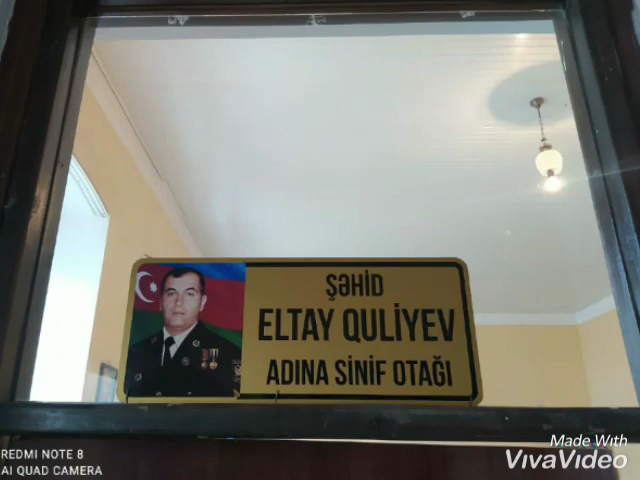 ŞƏHİD
ELTAY QULİYEV
ADINA SİNİF OTAĞI
REDMI NOTE 8
AI QUAD CAMERA
Made With
VivaVideo